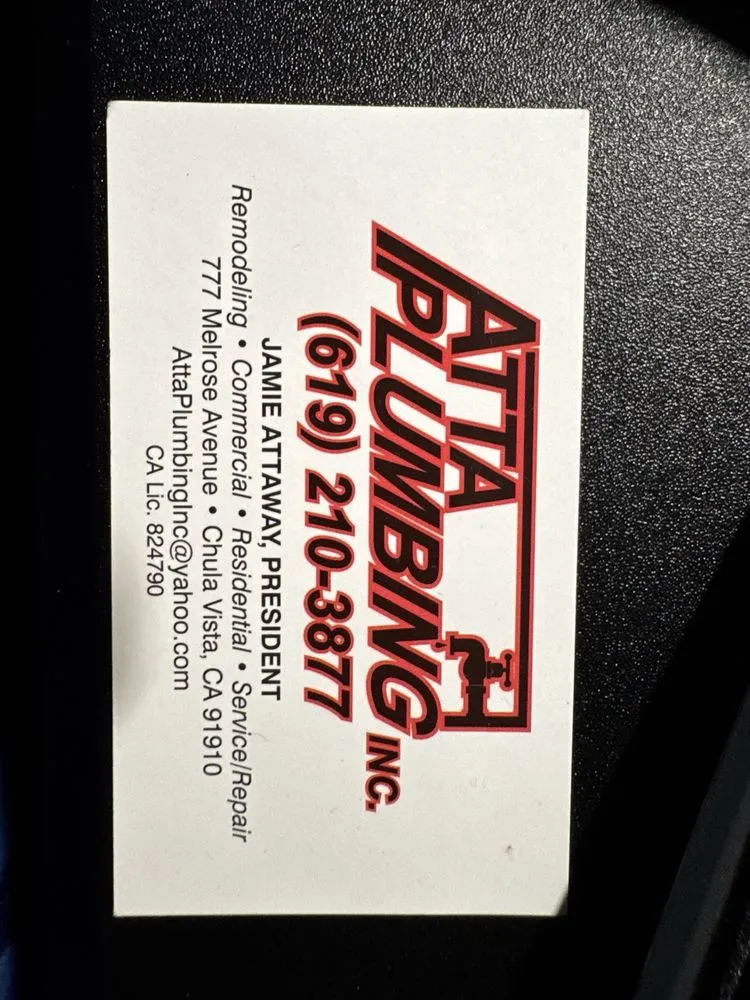 ATTA
PLUMBING INC.
(619) 210-3877
JAMIE ATTAWAY, PRESIDENT
Remodeling • Commercial • Residential • Service/Repair
777 Melrose Avenue • Chula Vista, CA 91910
AttaPlumbingInc@yahoo.com
CA Lic. 824790